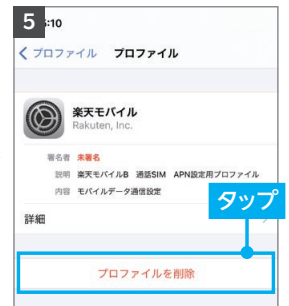 5 :10
プロファイル プロファイル
楽天モバイル
Rakuten, Inc.
署名者 未署名
説明 楽天モバイルB 通話SIM APN設定用プロファイル
内容 モバイルデータ通信設定
タップ
詳細
プロファイルを削除